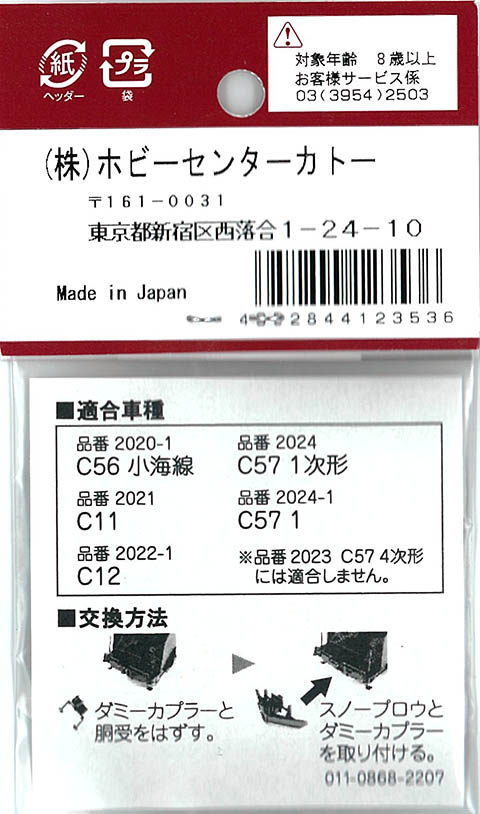 紙
ヘッダー
プラ
袋
対象年齢 8歳以上
お客様サービス係
03(3954)2503
(株)ホビーセンターカトー
〒161-0031
東京都新宿区西落合1-24-10
Made in Japan
28441 23536
■適合車種
品番 2020-1
C56 小海線
品番 2021
C11
品番 2022-1
C12
品番 2024
C57 1次形
品番 2024-1
C57 1
※品番2023 C57 4次形
には適合しません。
■交換方法
ダミーカプラーと
胴受をはずす。
スノープロウと
ダミーカプラー
を取り付ける。
011-0868-2207